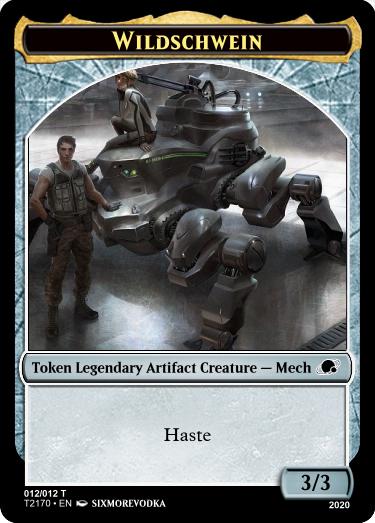 WILDSCHWEIN
Token Legendary Artifact Creature — Mech
Haste
3/3
012/012 T
T2170 • EN SIXMOREVODKA
2020